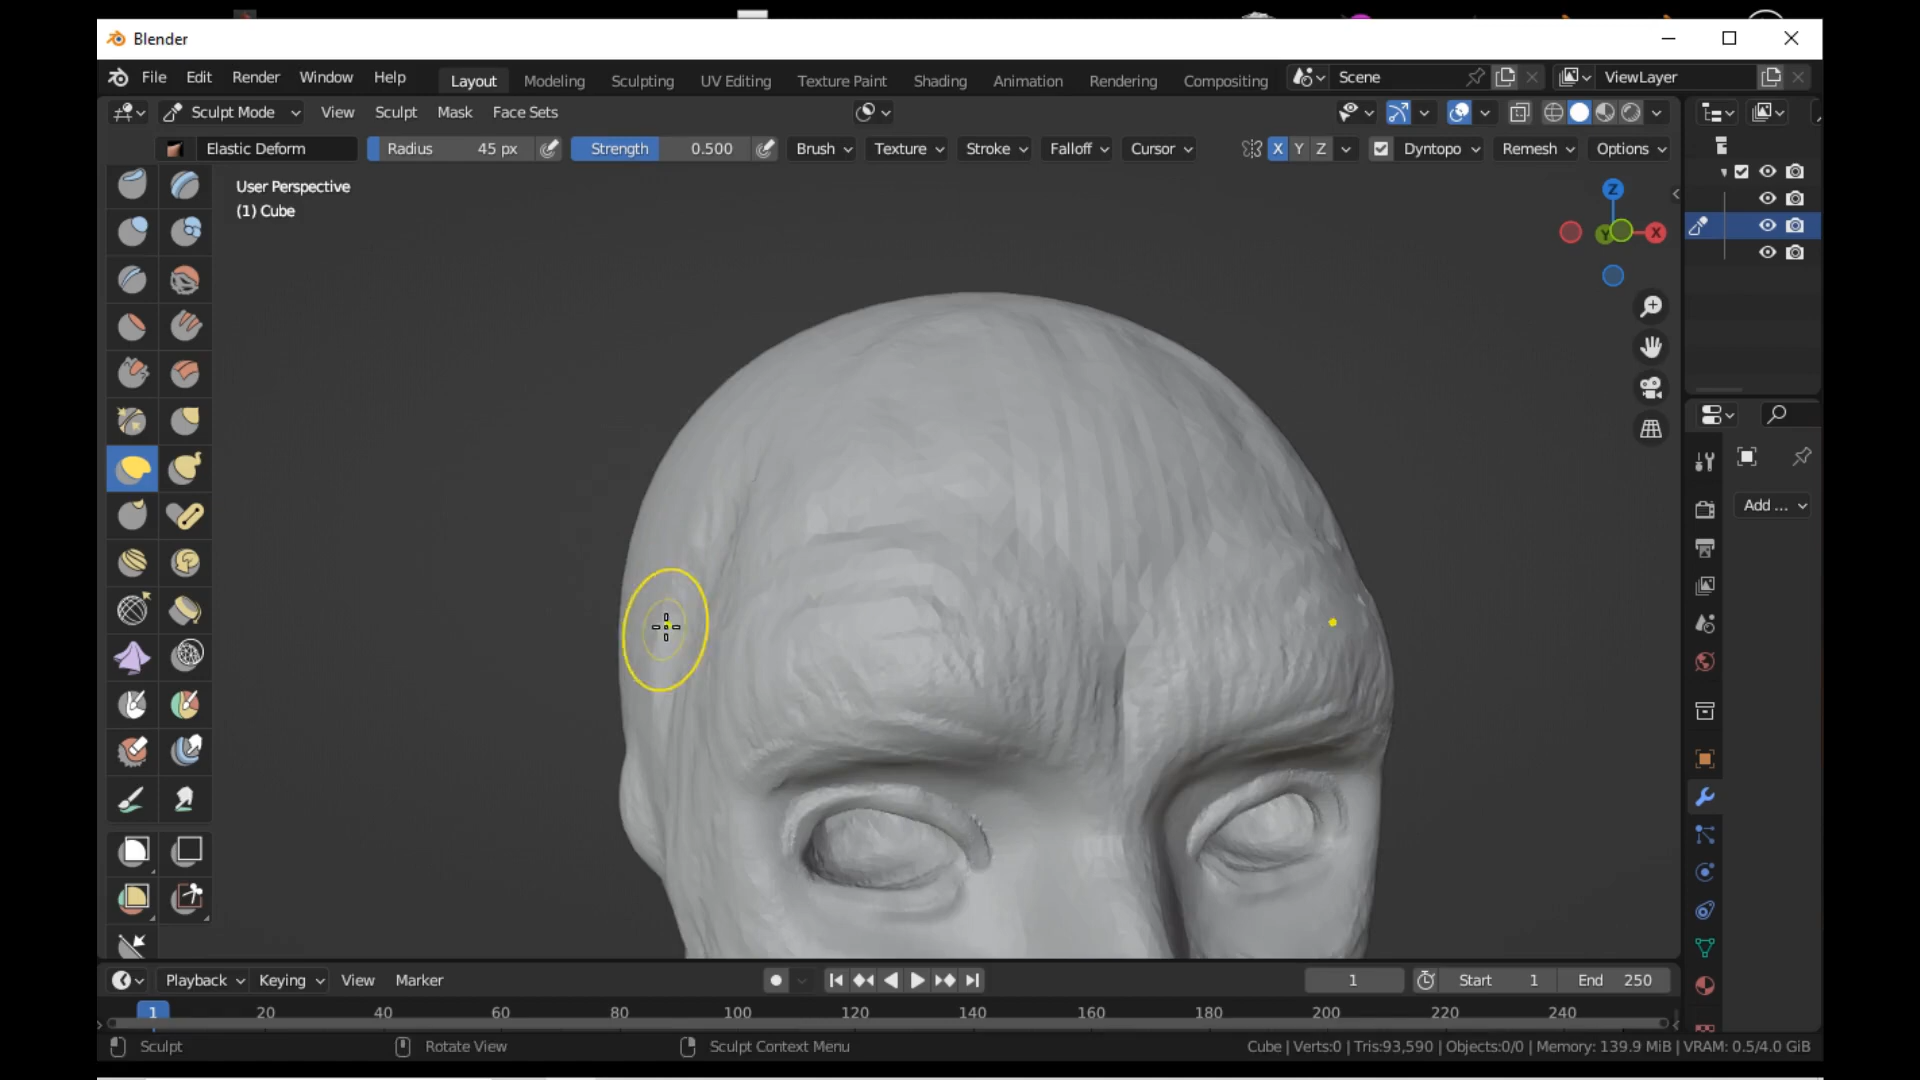 Blender
File Edit Render Window Help Layout Modeling Sculpting UV Editing Texture Paint Shading Animation Rendering Compositing Scene ViewLayer
Sculpt Mode View Sculpt Mask Face Sets
Elastic Deform Radius 45 px Strength 0.500 Brush Texture Stroke Falloff Cursor X Y Z Dyntopo Remesh Options
User Perspective
(1) Cube
Z
Y X
Add ...
Playback Keying View Marker 1 Start 1 End 250
1 20 40 60 80 100 120 140 160 180 200 220 240
Sculpt Rotate View Sculpt Context Menu Cube | Verts:0 | Tris:93,590 | Objects:0/0 | Memory: 139.9 MiB | VRAM: 0.5/4.0 GiB